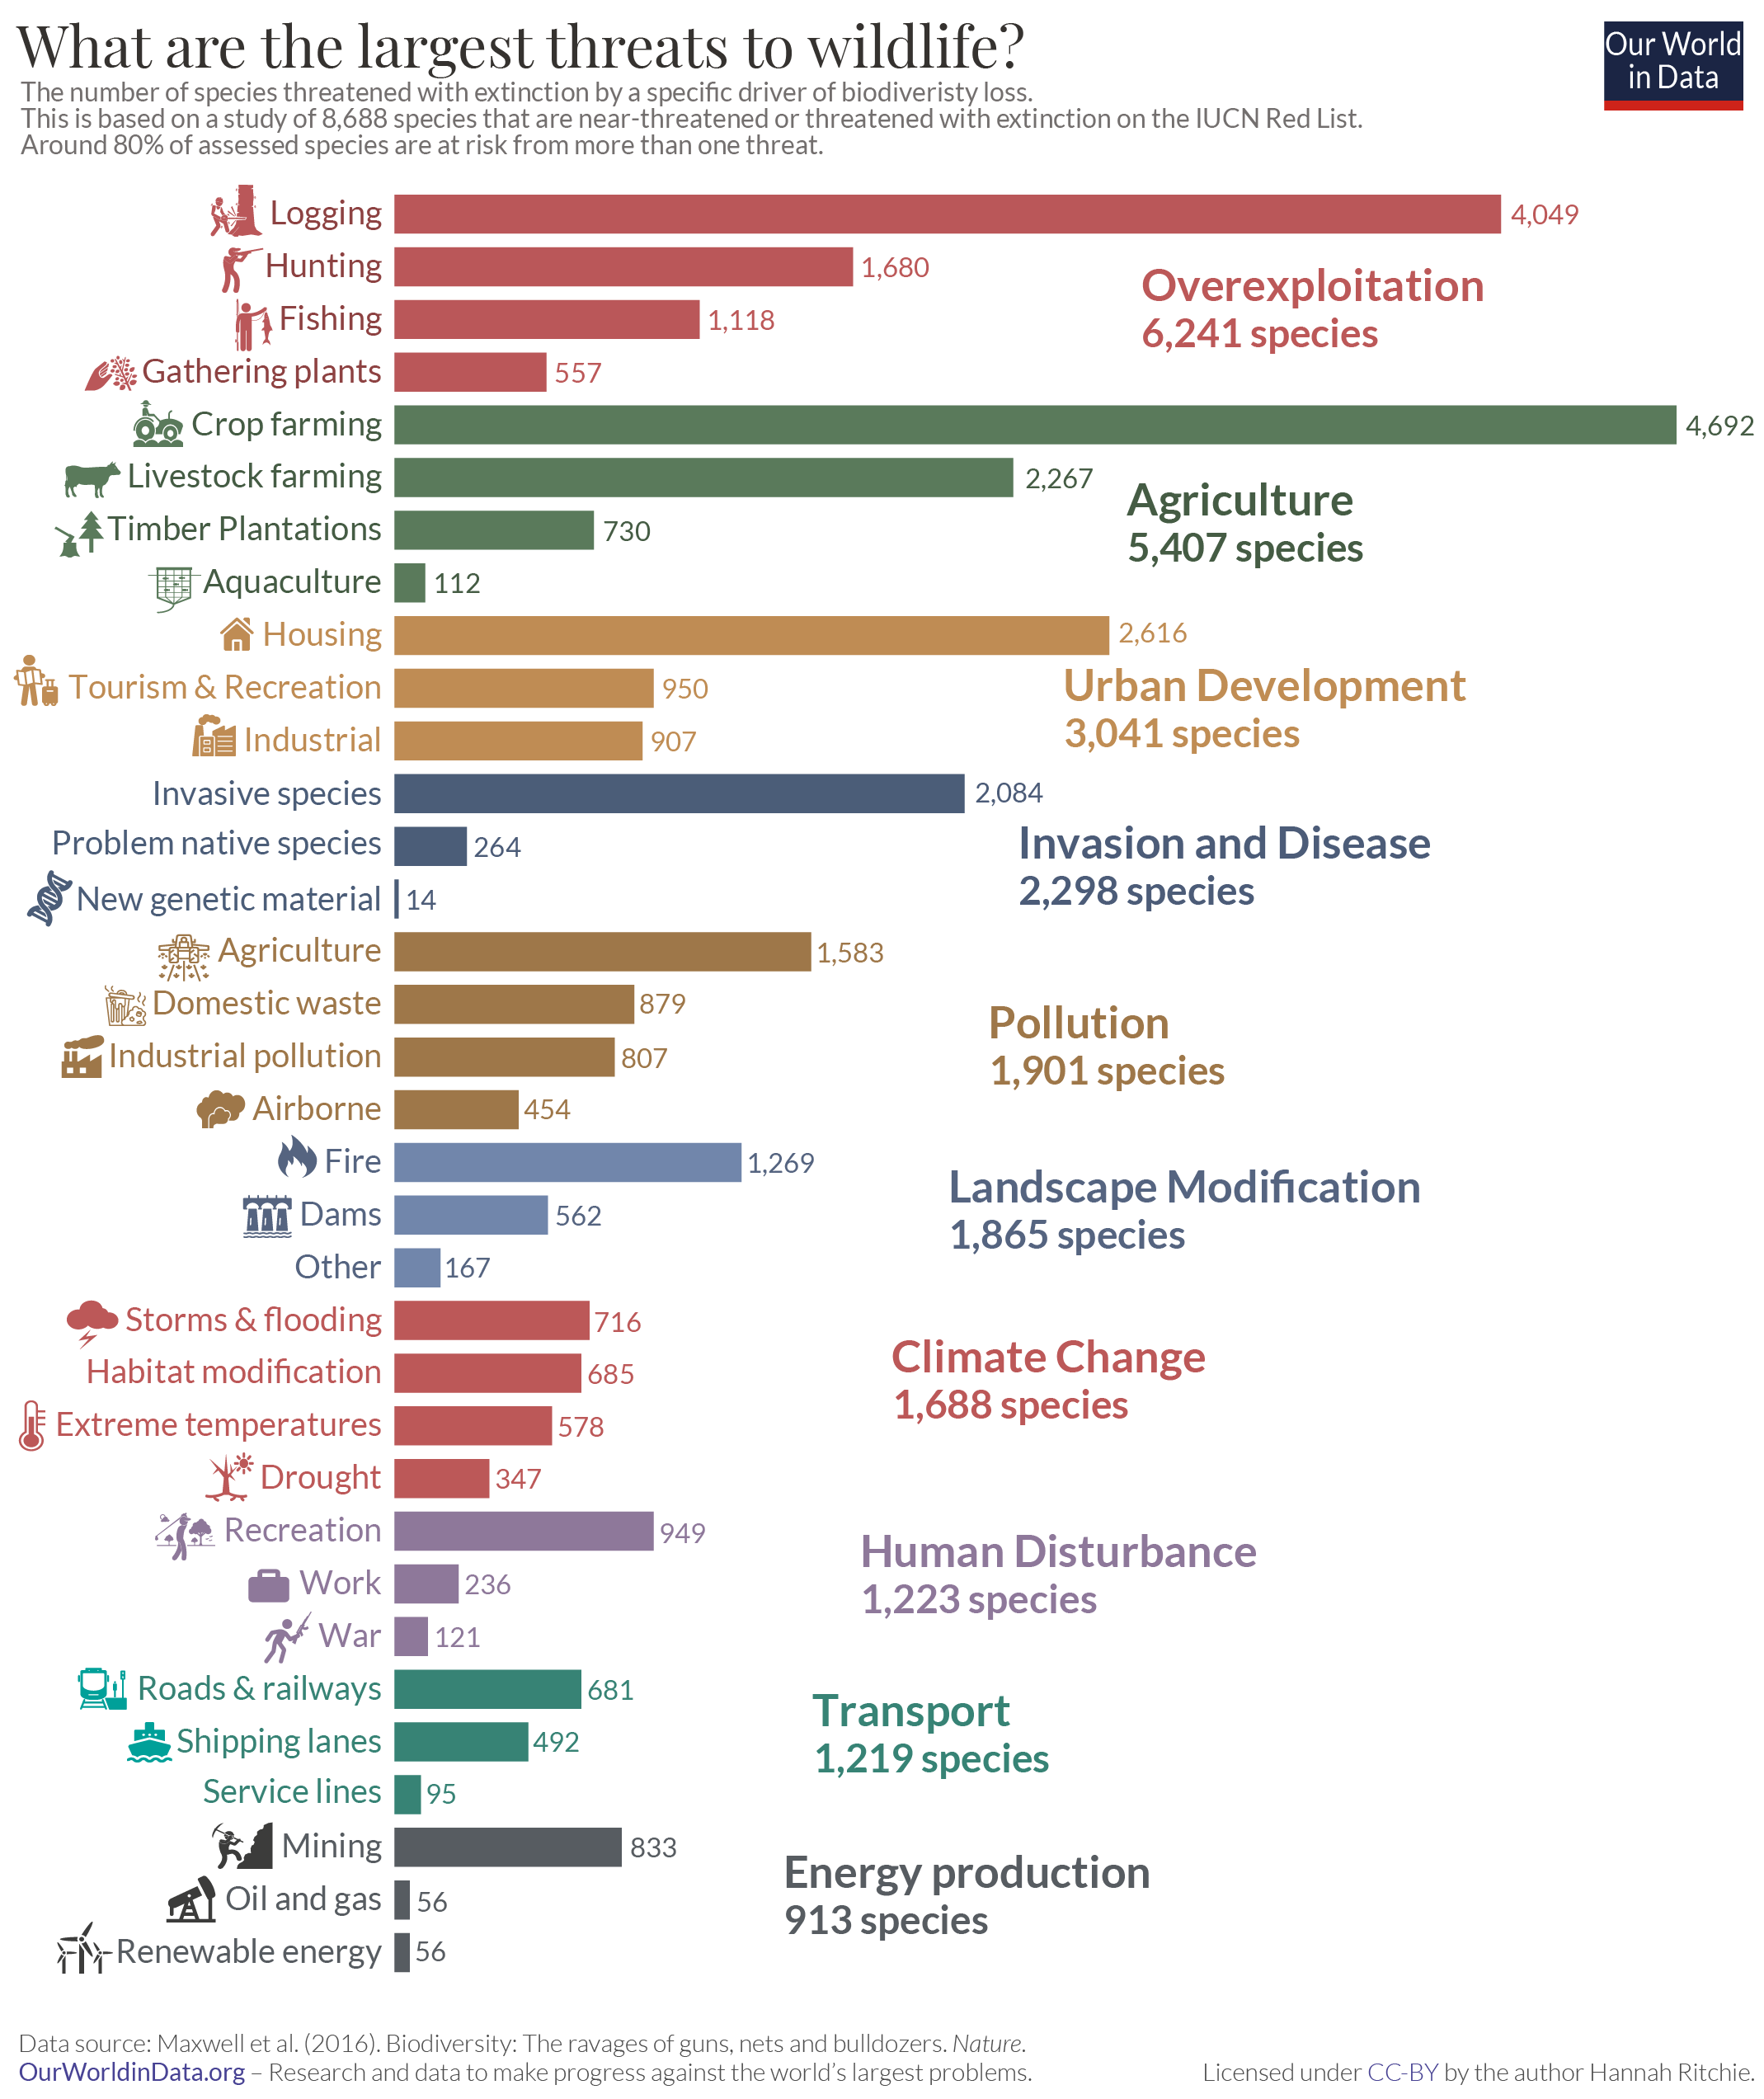 What are the largest threats to wildlife?
Our World
in Data
The number of species threatened with extinction by a specific driver of biodiveristy loss.
This is based on a study of 8,688 species that are near-threatened or threatened with extinction on the IUCN Red List.
Around 80% of assessed species are at risk from more than one threat.
Logging 4,049
Hunting 1,680
Fishing 1,118
Gathering plants 557
Overexploitation
6,241 species
Crop farming 4,692
Livestock farming 2,267
Timber Plantations 730
Aquaculture 112
Agriculture
5,407 species
Housing 2,616
Tourism & Recreation 950
Industrial 907
Urban Development
3,041 species
Invasive species 2,084
Problem native species 264
New genetic material 14
Invasion and Disease
2,298 species
Agriculture 1,583
Domestic waste 879
Industrial pollution 807
Airborne 454
Pollution
1,901 species
Fire 1,269
Dams 562
Other 167
Landscape Modification
1,865 species
Storms & flooding 716
Habitat modification 685
Extreme temperatures 578
Drought 347
Climate Change
1,688 species
Recreation 949
Work 236
War 121
Human Disturbance
1,223 species
Roads & railways 681
Shipping lanes 492
Service lines 95
Transport
1,219 species
Mining 833
Oil and gas 56
Renewable energy 56
Energy production
913 species
Data source: Maxwell et al. (2016). Biodiversity: The ravages of guns, nets and bulldozers. Nature.
OurWorldinData.org – Research and data to make progress against the world's largest problems.
Licensed under CC-BY by the author Hannah Ritchie.